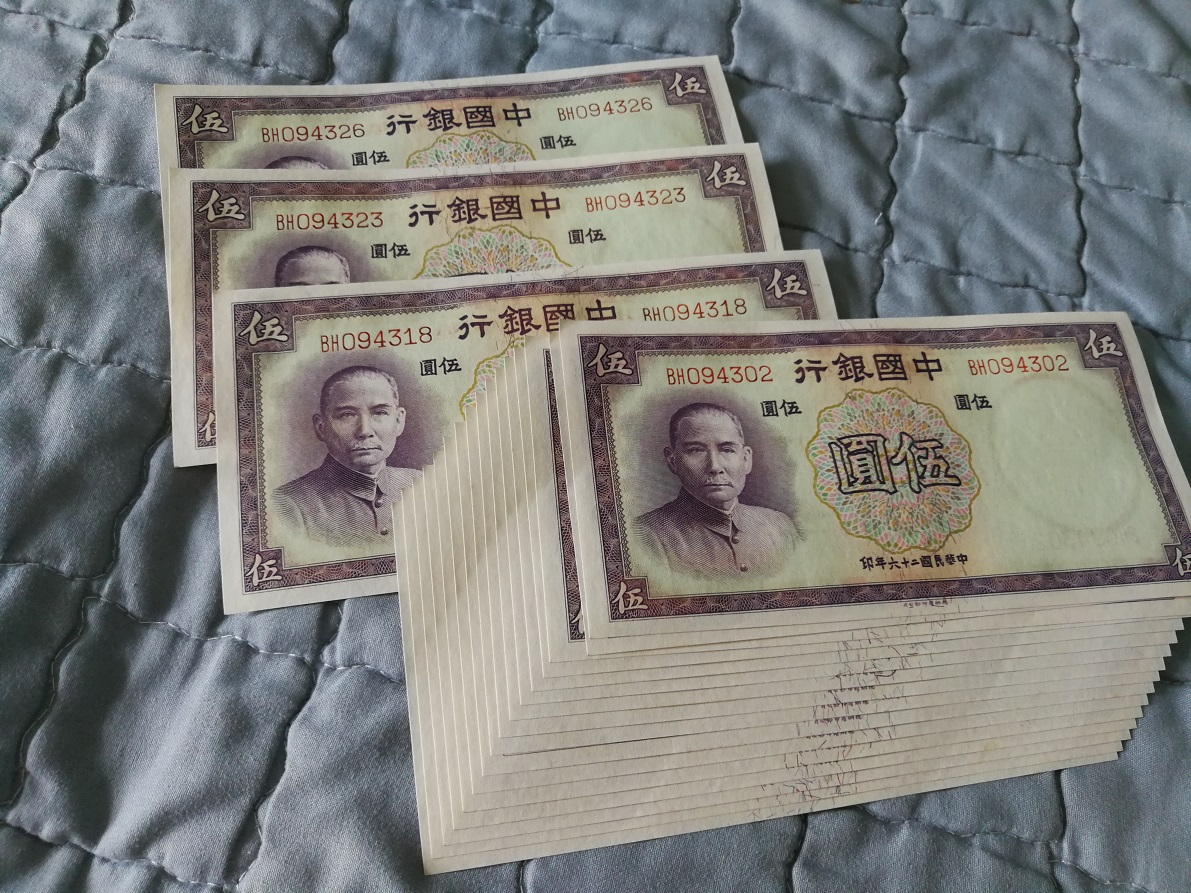 伍 BH094326 行銀國中 BH094326 伍
圓伍 圓伍
伍 BH094323 行銀國中 BH094323 伍
圓伍 圓伍
伍 BH094318 行銀國中 BH094318 伍
圓伍
伍
伍 BH094302 行銀國中 BH094302 伍
圓伍 圓伍
圓伍
印年六十二國民華中
伍 伍